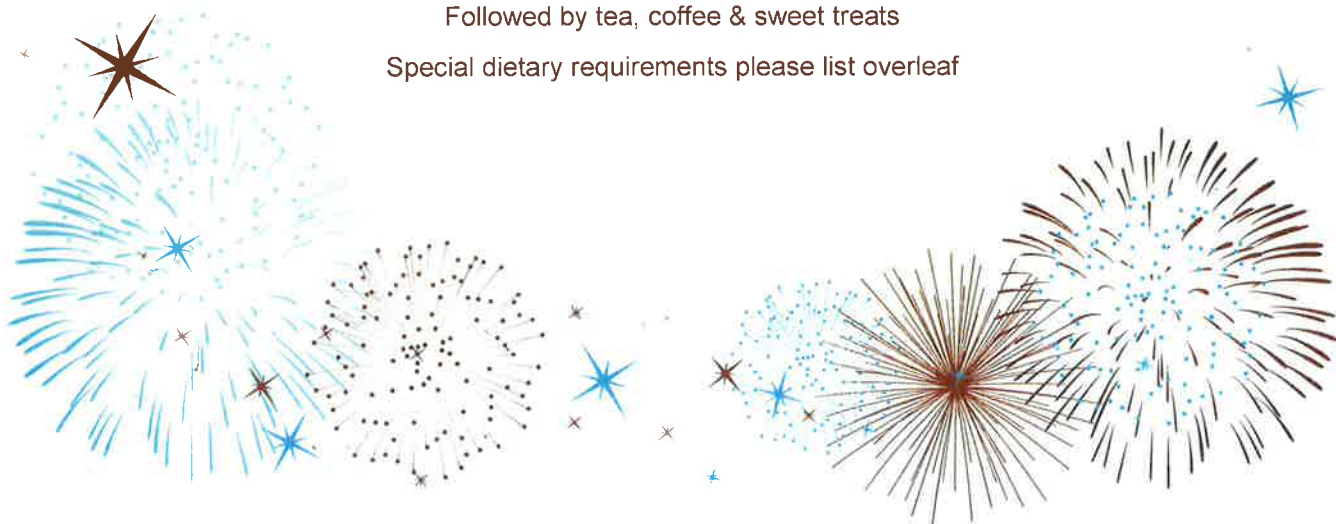 Followed by tea, coffee & sweet treats
Special dietary requirements please list overleaf